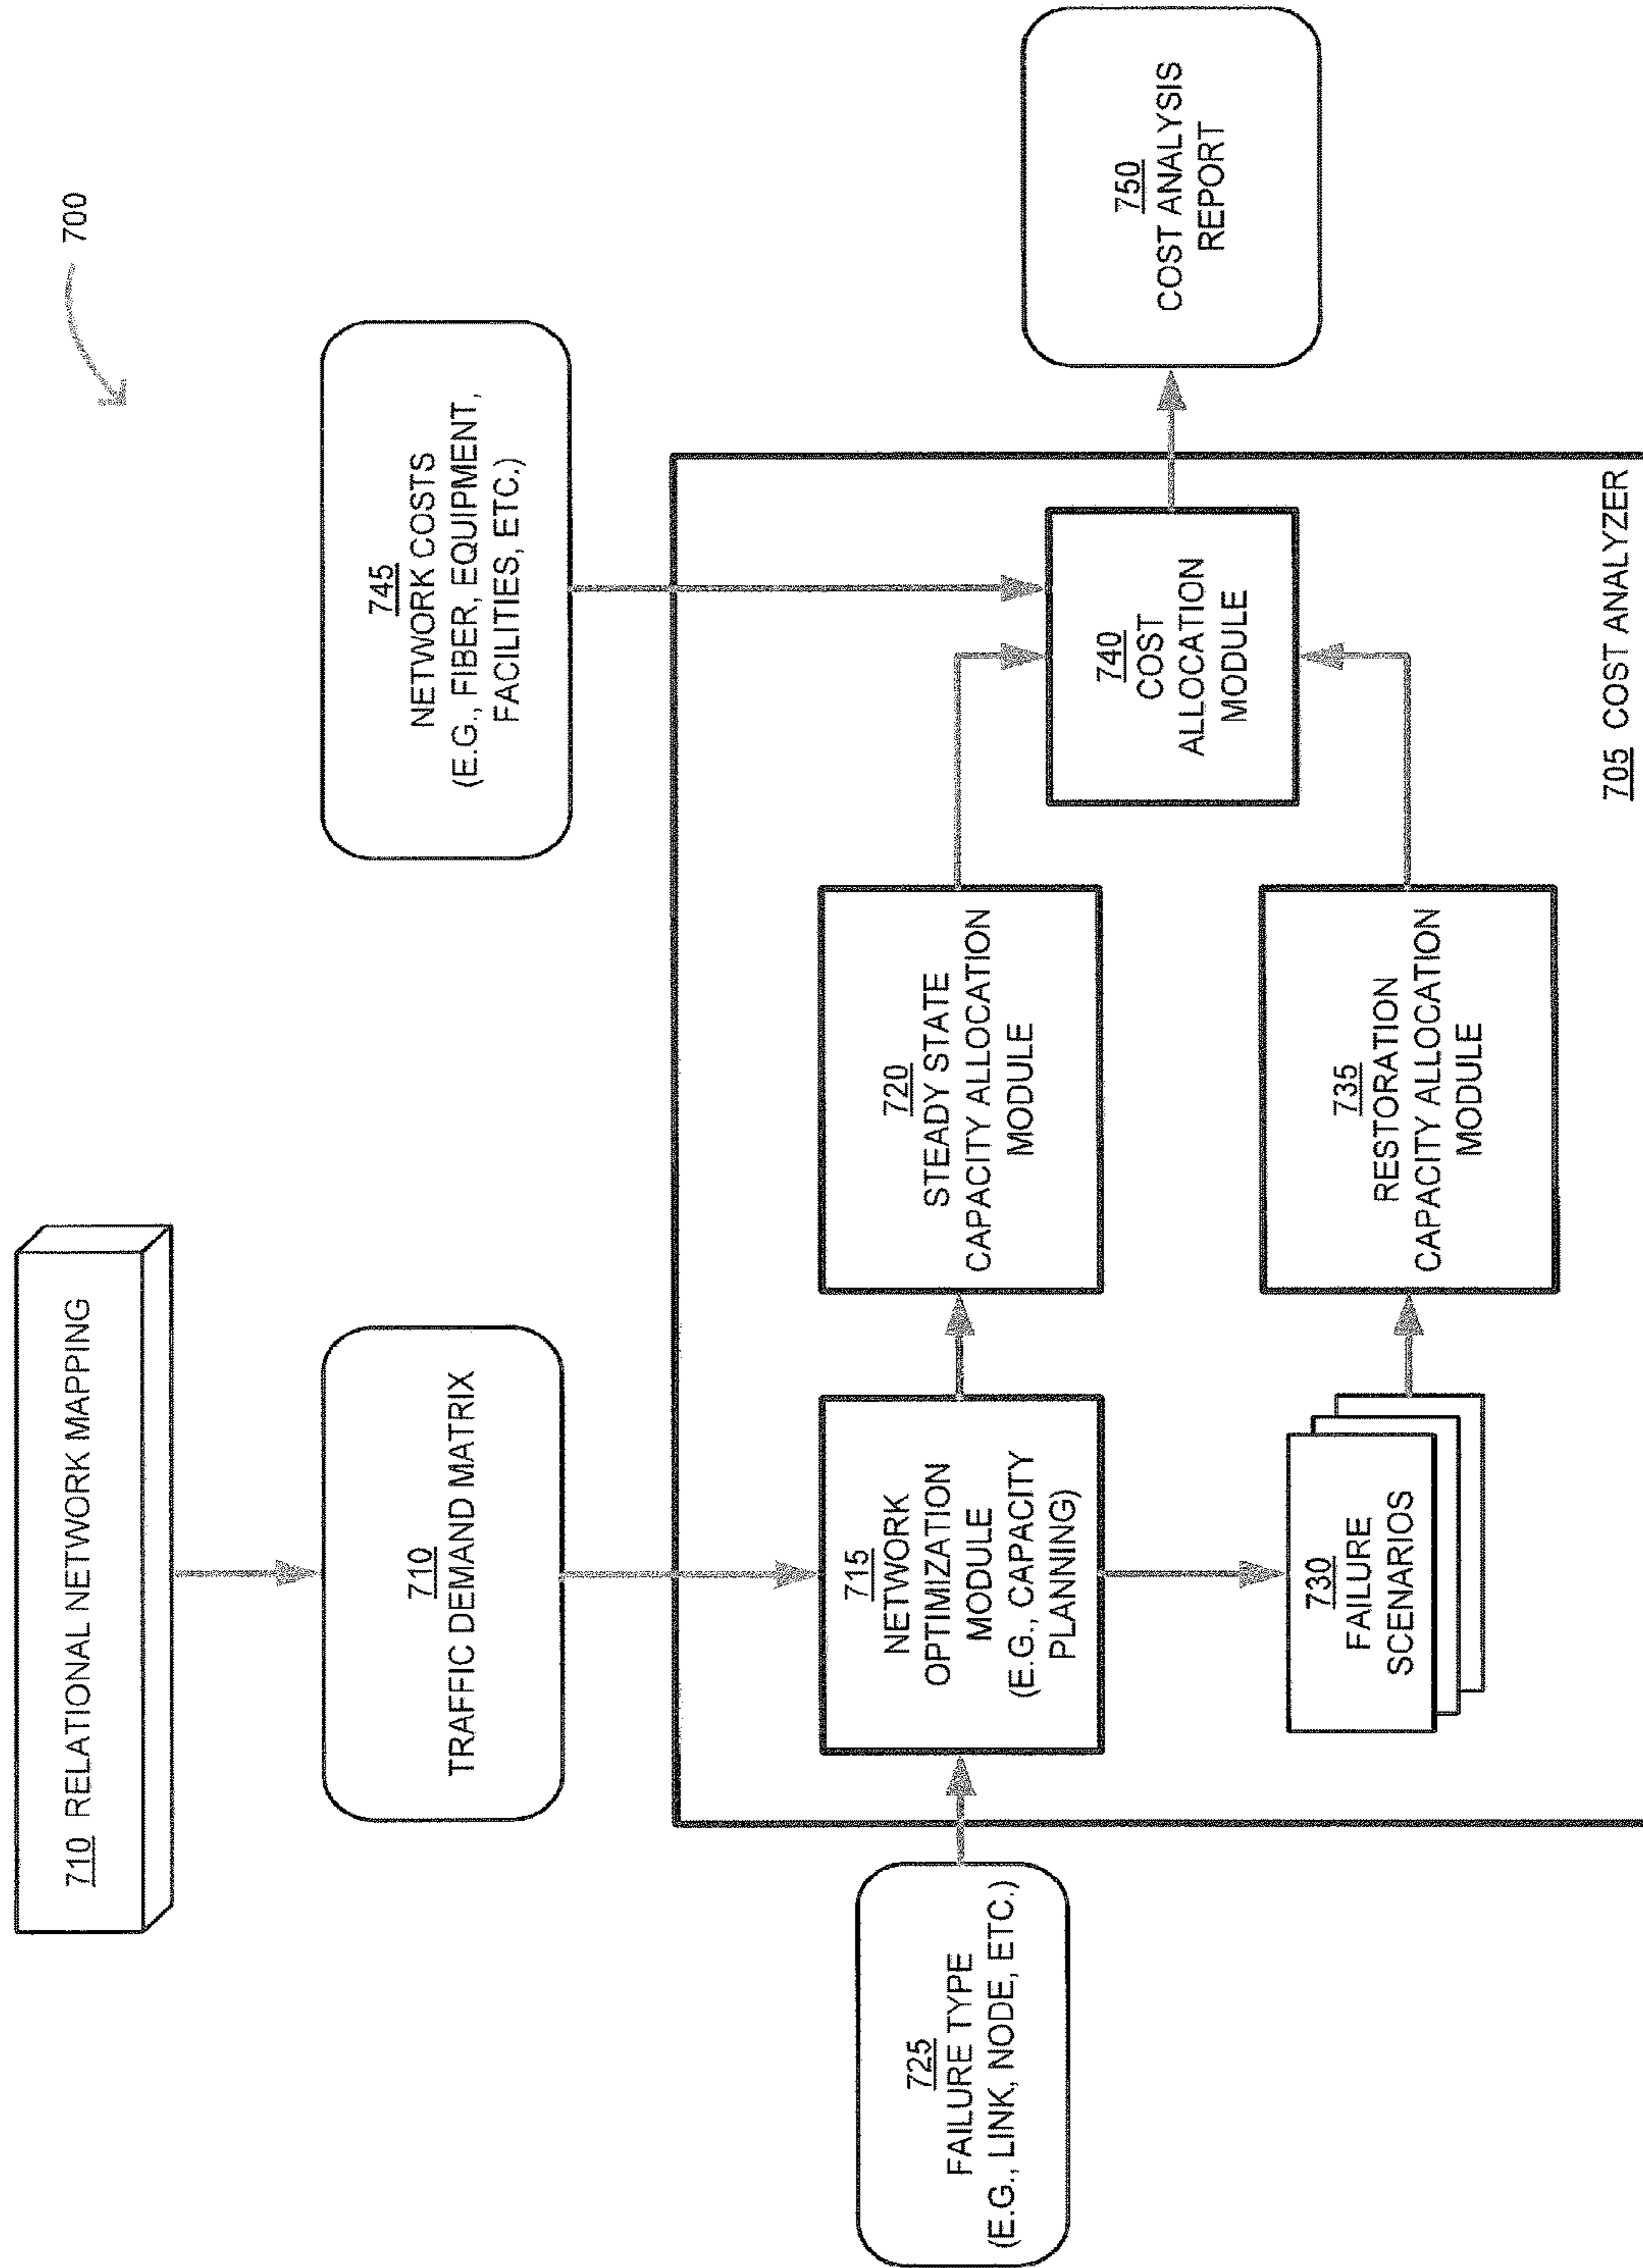 700
710 RELATIONAL NETWORK MAPPING
710
TRAFFIC DEMAND MATRIX
745
NETWORK COSTS
(E.G., FIBER, EQUIPMENT,
FACILITIES, ETC.)
725
FAILURE TYPE
(E.G., LINK, NODE, ETC.)
715
NETWORK
OPTIMIZATION
MODULE
(E.G., CAPACITY
PLANNING)
720
STEADY STATE
CAPACITY ALLOCATION
MODULE
740
COST
ALLOCATION
MODULE
750
COST ANALYSIS
REPORT
730
FAILURE
SCENARIOS
735
RESTORATION
CAPACITY ALLOCATION
MODULE
705 COST ANALYZER